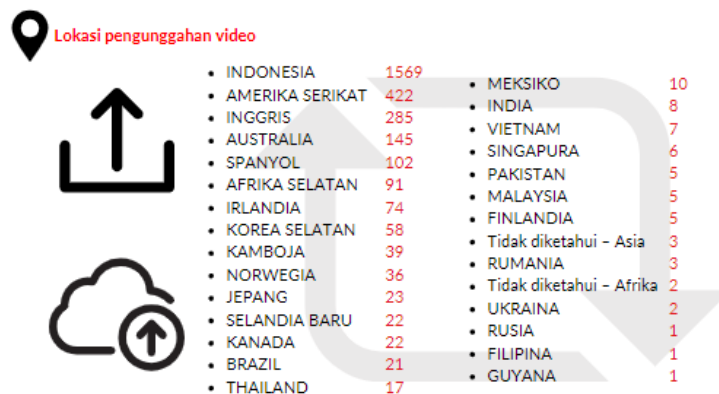 Lokasi pengunggahan video
• INDONESIA 1569
• AMERIKA SERIKAT 422
• INGGRIS 285
• AUSTRALIA 145
• SPANYOL 102
• AFRIKA SELATAN 91
• IRLANDIA 74
• KOREA SELATAN 58
• KAMBOJA 39
• NORWEGIA 36
• JEPANG 23
• SELANDIA BARU 22
• KANADA 22
• BRAZIL 21
• THAILAND 17
• MEKSIKO 10
• INDIA 8
• VIETNAM 7
• SINGAPURA 6
• PAKISTAN 5
• MALAYSIA 5
• FINLANDIA 5
• Tidak diketahui – Asia 3
• RUMANIA 3
• Tidak diketahui – Afrika 2
• UKRAINA 2
• RUSIA 1
• FILIPINA 1
• GUYANA 1